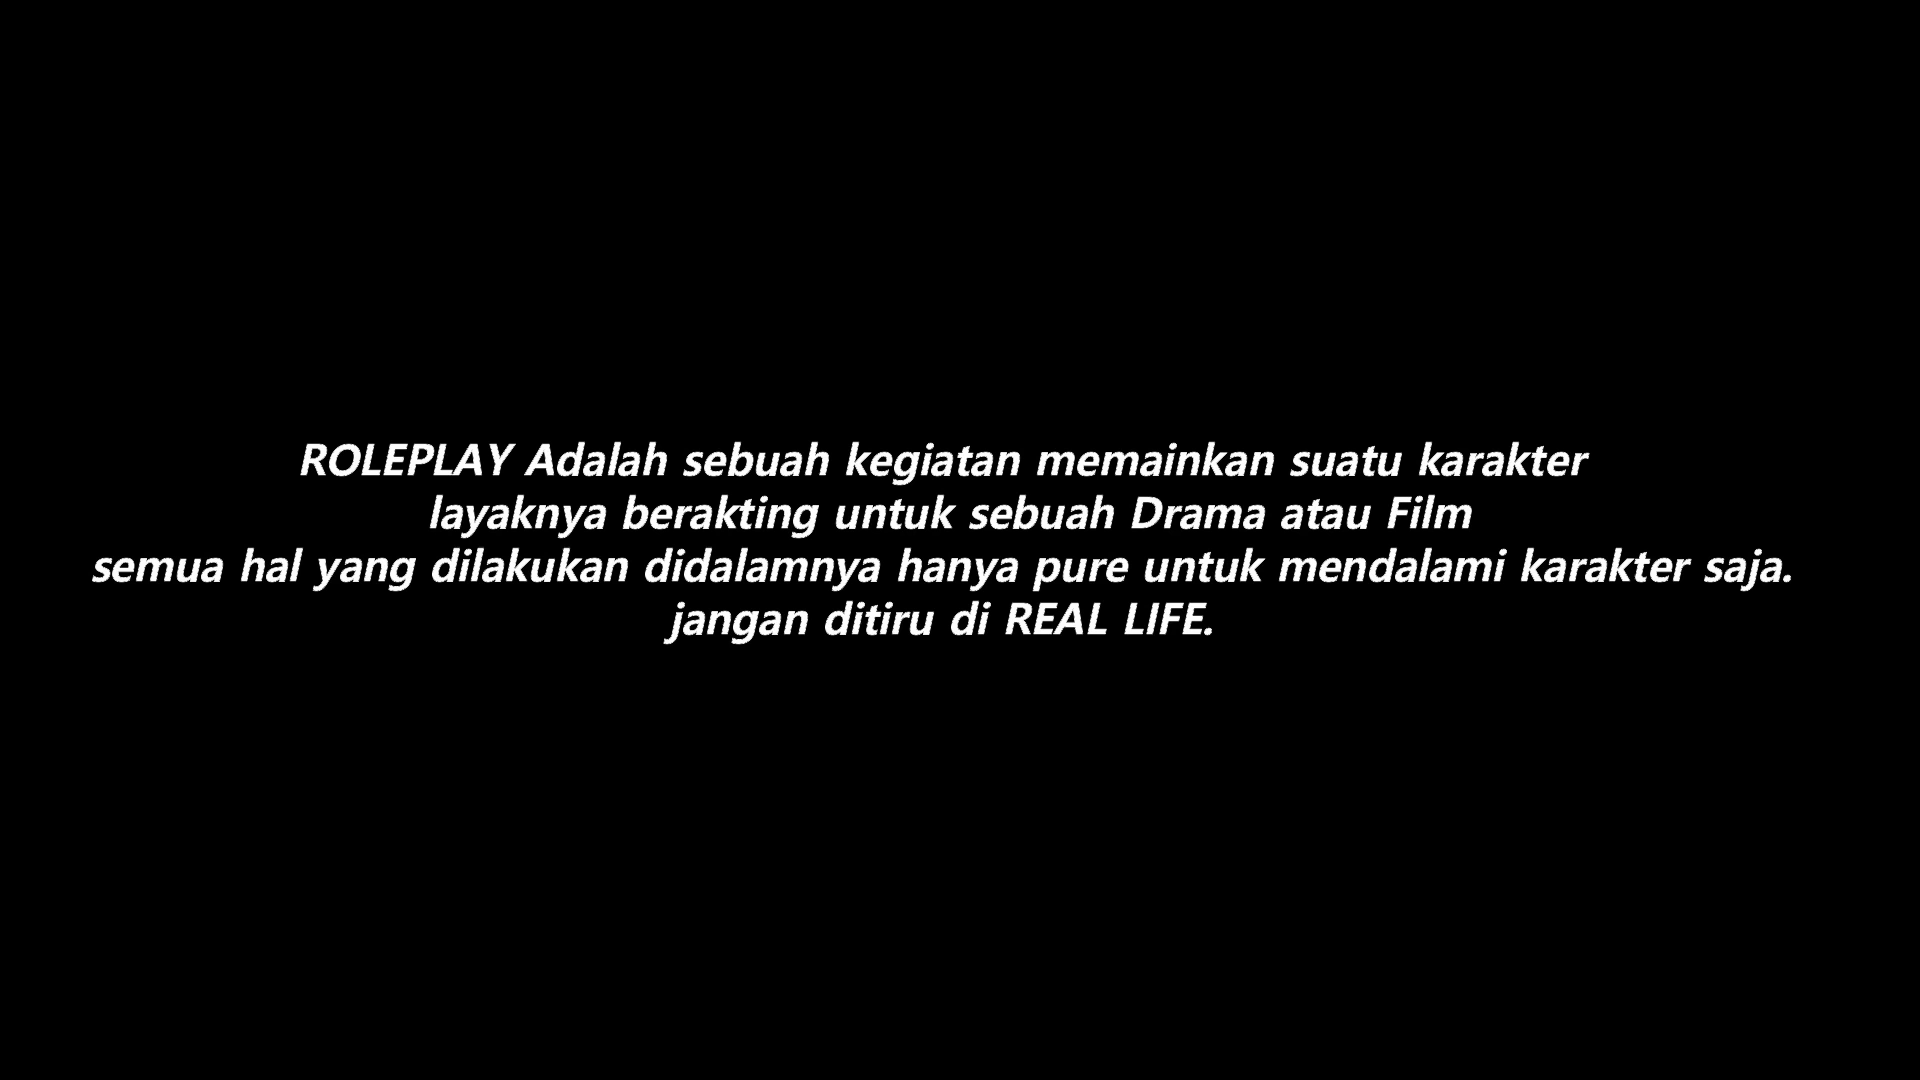 ROLEPLAY Adalah sebuah kegiatan memainkan suatu karakter
layaknya berakting untuk sebuah Drama atau Film
semua hal yang dilakukan didalamnya hanya pure untuk mendalami karakter saja.
jangan ditiru di REAL LIFE.